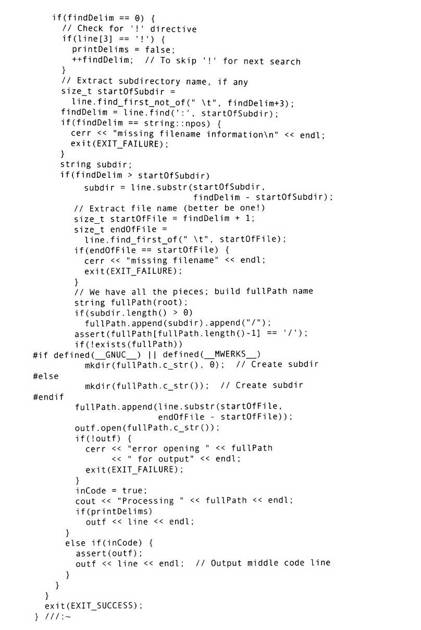 if(findDelim == 0) {
// Check for '!' directive
if(line[3] == '!') {
printDelims = false;
++findDelim;  // To skip '!' for next search
}
// Extract subdirectory name, if any
size_t startOfSubdir =
line.find_first_not_of(" \t", findDelim+3);
findDelim = line.find(':', startOfSubdir);
if(findDelim == string::npos) {
cerr << "missing filename information\n" << endl;
exit(EXIT_FAILURE);
}
string subdir;
if(findDelim > startOfSubdir)
subdir = line.substr(startOfSubdir,
findDelim - startOfSubdir);
// Extract file name (better be one!)
size_t startOfFile = findDelim + 1;
size_t endOfFile =
line.find_first_of(" \t", startOfFile);
if(endOfFile == startOfFile) {
cerr << "missing filename" << endl;
exit(EXIT_FAILURE);
}
// We have all the pieces; build fullPath name
string fullPath(root);
if(subdir.length() > 0)
fullPath.append(subdir).append("/");
assert(fullPath[fullPath.length()-1] == '/');
if(!exists(fullPath))
#if defined(__GNUC__) || defined(__MWERKS__)
mkdir(fullPath.c_str(), 0);  // Create subdir
#else
mkdir(fullPath.c_str());  // Create subdir
#endif
fullPath.append(line.substr(startOfFile,
endOfFile - startOfFile));
outf.open(fullPath.c_str());
if(!outf) {
cerr << "error opening " << fullPath
<< " for output" << endl;
exit(EXIT_FAILURE);
}
inCode = true;
cout << "Processing " << fullPath << endl;
if(printDelims)
outf << line << endl;
}
else if(inCode) {
assert(outf);
outf << line << endl;  // Output middle code line
}
}
}
exit(EXIT_SUCCESS);
} ///:~